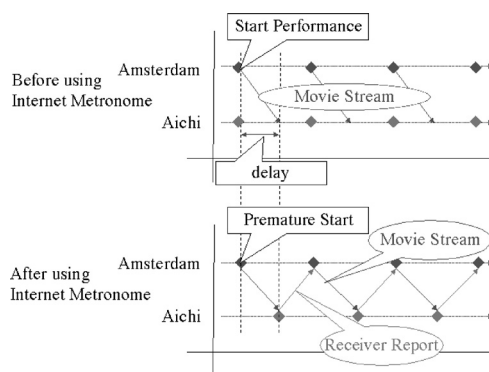 Start Performance
Amsterdam
Before using
Internet Metronome
Movie Stream
Aichi
delay
Premature Start
Movie Stream
Amsterdam
After using
Internet Metronome
Aichi
Receiver Report